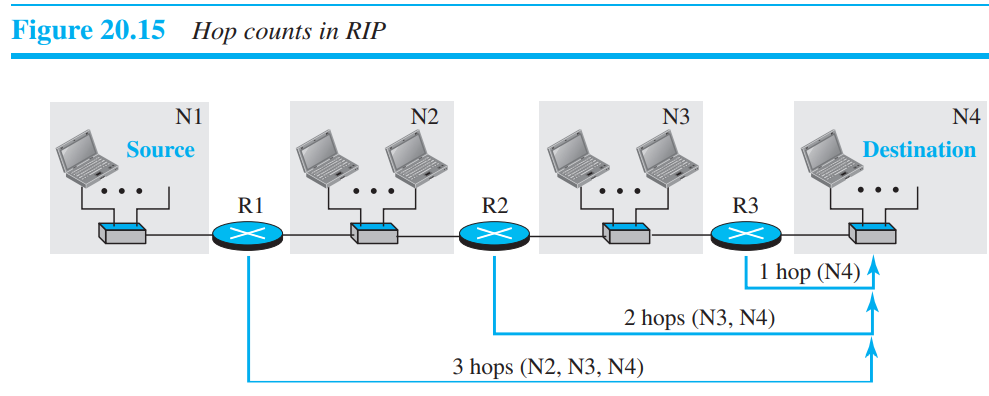 Figure 20.15 Hop counts in RIP
N1 N2 N3 N4
Source Destination
R1 R2 R3
1 hop (N4)
2 hops (N3, N4)
3 hops (N2, N3, N4)